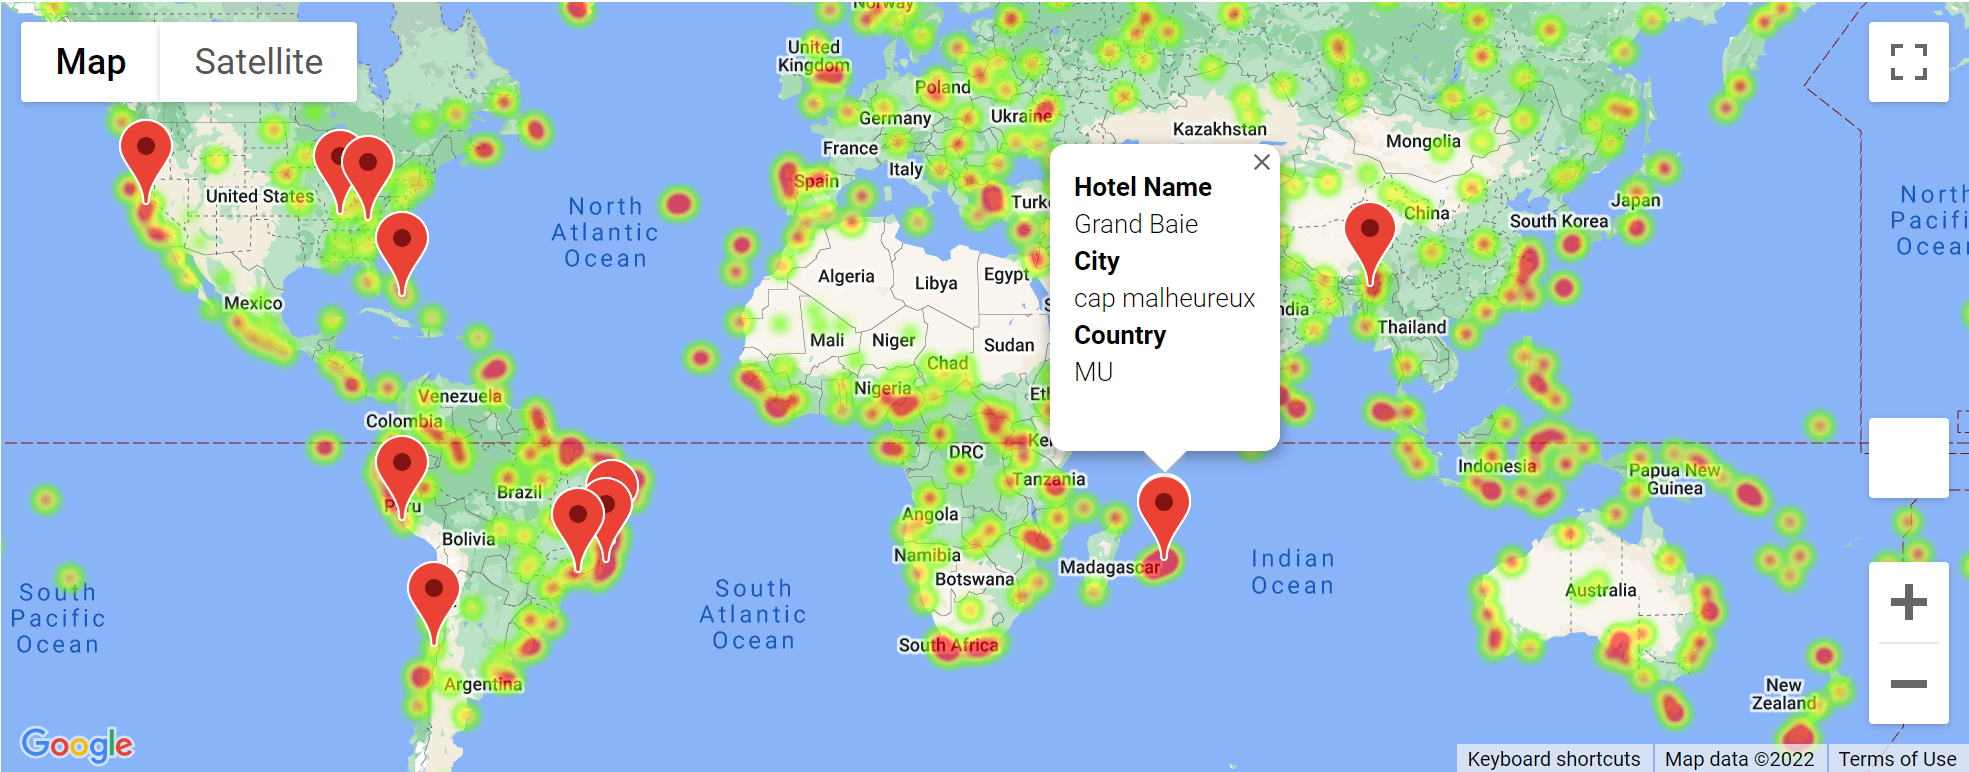 Norway
Map
Satellite
United
Kingdom
Poland
Germany
Ukraine
Kazakhstan
Mongolia
France
Italy
Spain
United States
North
Atlantic
Ocean
Turk
China
South Korea
Japan
North
Pacific
Ocean
Hotel Name
Grand Baie
City
cap malheureux
Country
MU
Algeria
Libya
Egypt
Mexico
Mali
Niger
Sudan
Chad
Nigeria
ndia
Thailand
Venezuela
Colombia
Et
Ke
DRC
Tanzania
Indonesia
Papua New
Guinea
Brazil
Peru
Angola
Bolivia
Namibia
Botswana
Madagascar
Indian
Ocean
South
Pacific
Ocean
South
Atlantic
Ocean
Australia
South Africa
Argentina
New
Zealand
Google
Keyboard shortcuts
Map data ©2022
Terms of Use